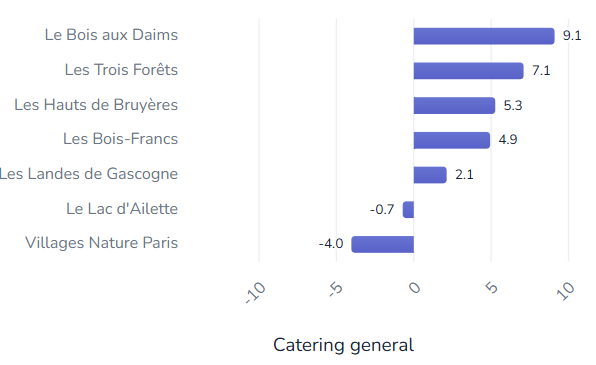 Le Bois aux Daims 9.1
Les Trois Forêts 7.1
Les Hauts de Bruyères 5.3
Les Bois-Francs 4.9
Les Landes de Gascogne 2.1
Le Lac d'Ailette -0.7
Villages Nature Paris -4.0
-10 -5 0 5 10
Catering general